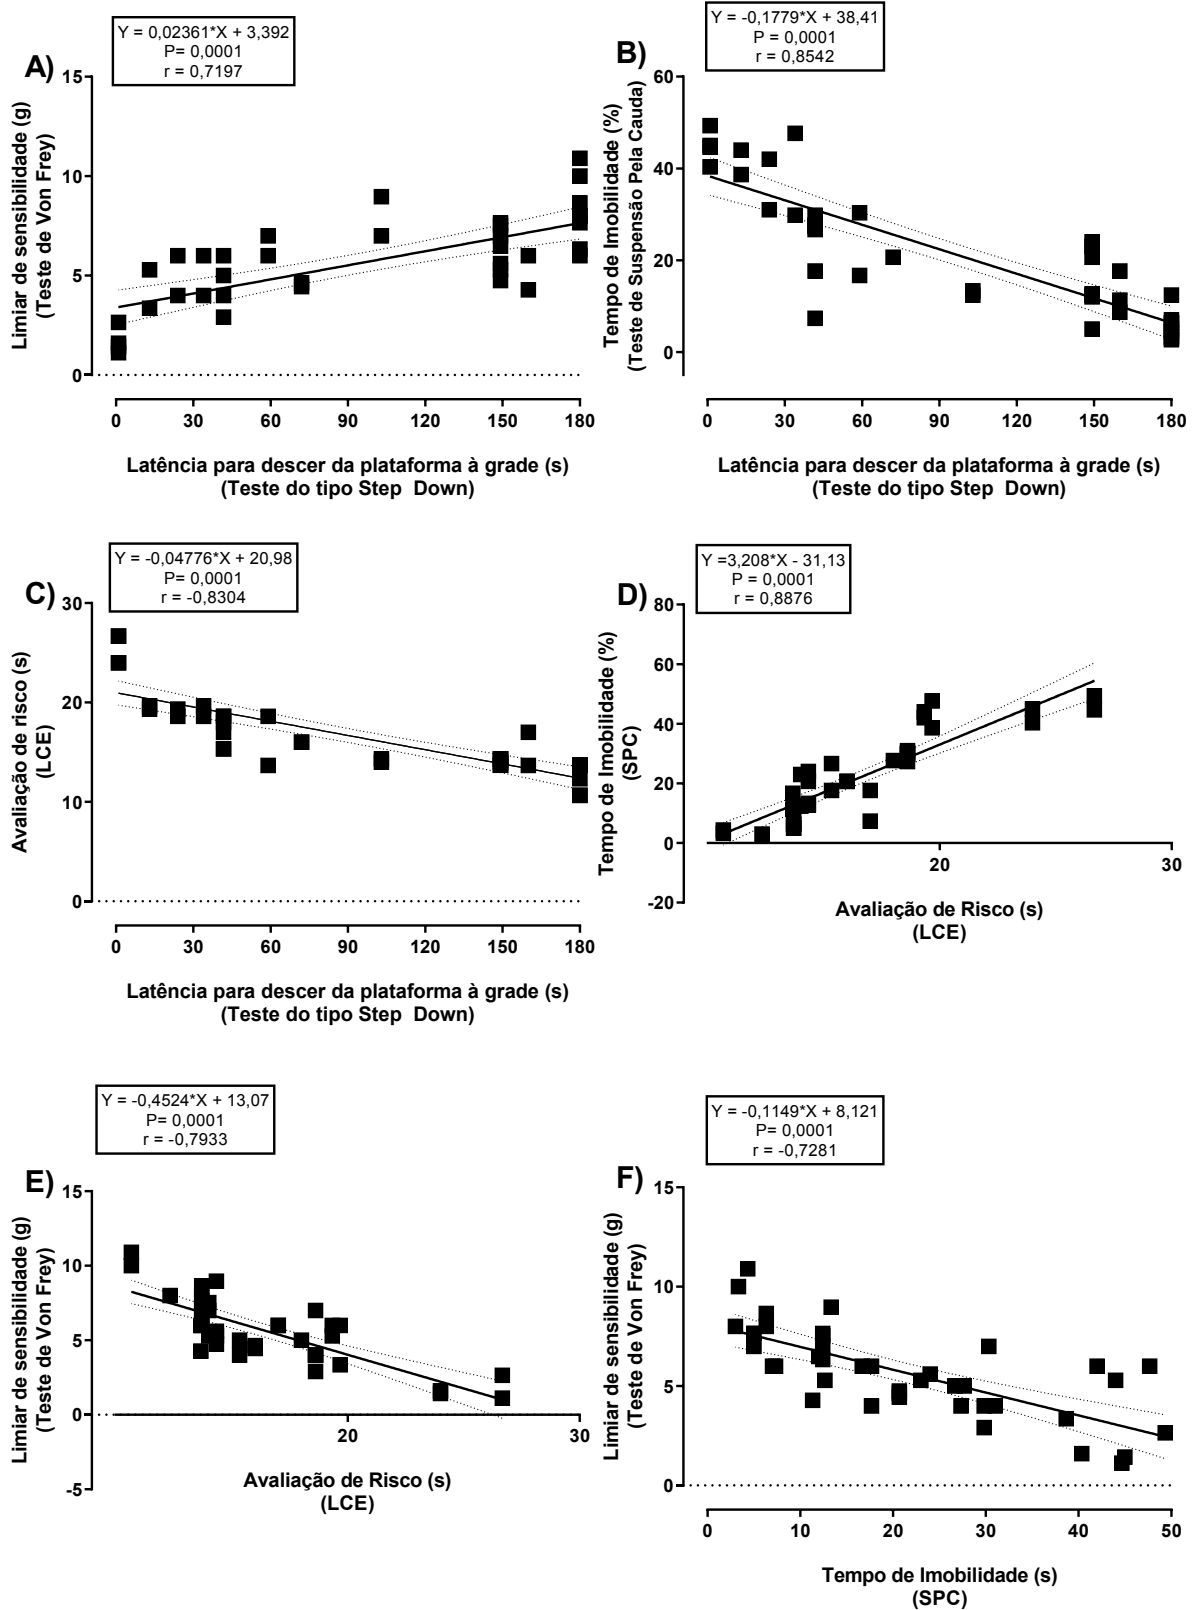 Y = 0,02361*X + 3,392
P= 0,0001
r = 0,7197
A)
Limiar de sensibilidade (g)
(Teste de Von Frey)
15
10
5
0
0 30 60 90 120 150 180
Latência para descer da plataforma à grade (s)
(Teste do tipo Step Down)
Y = -0,1779*X + 38,41
P = 0,0001
r = 0,8542
B)
Tempo de Imobilidade (%)
(Teste de Suspensão Pela Cauda)
60
40
20
0
0 30 60 90 120 150 180
Latência para descer da plataforma à grade (s)
(Teste do tipo Step Down)
Y = -0,04776*X + 20,98
P= 0,0001
r = -0,8304
C)
Avaliação de risco (s)
(LCE)
30
20
10
0
0 30 60 90 120 150 180
Latência para descer da plataforma à grade (s)
(Teste do tipo Step Down)
Y =3,208*X - 31,13
P = 0,0001
r = 0,8876
D)
Tempo de Imobilidade (%)
(SPC)
80
60
40
20
0
-20
20 30
Avaliação de Risco (s)
(LCE)
Y = -0,4524*X + 13,07
P= 0,0001
r = -0,7933
E)
Limiar de sensibilidade (g)
(Teste de Von Frey)
15
10
5
0
-5
20 30
Avaliação de Risco (s)
(LCE)
Y = -0,1149*X + 8,121
P= 0,0001
r = -0,7281
F)
Limiar de sensibilidade (g)
(Teste de Von Frey)
15
10
5
0
0 10 20 30 40 50
Tempo de Imobilidade (s)
(SPC)